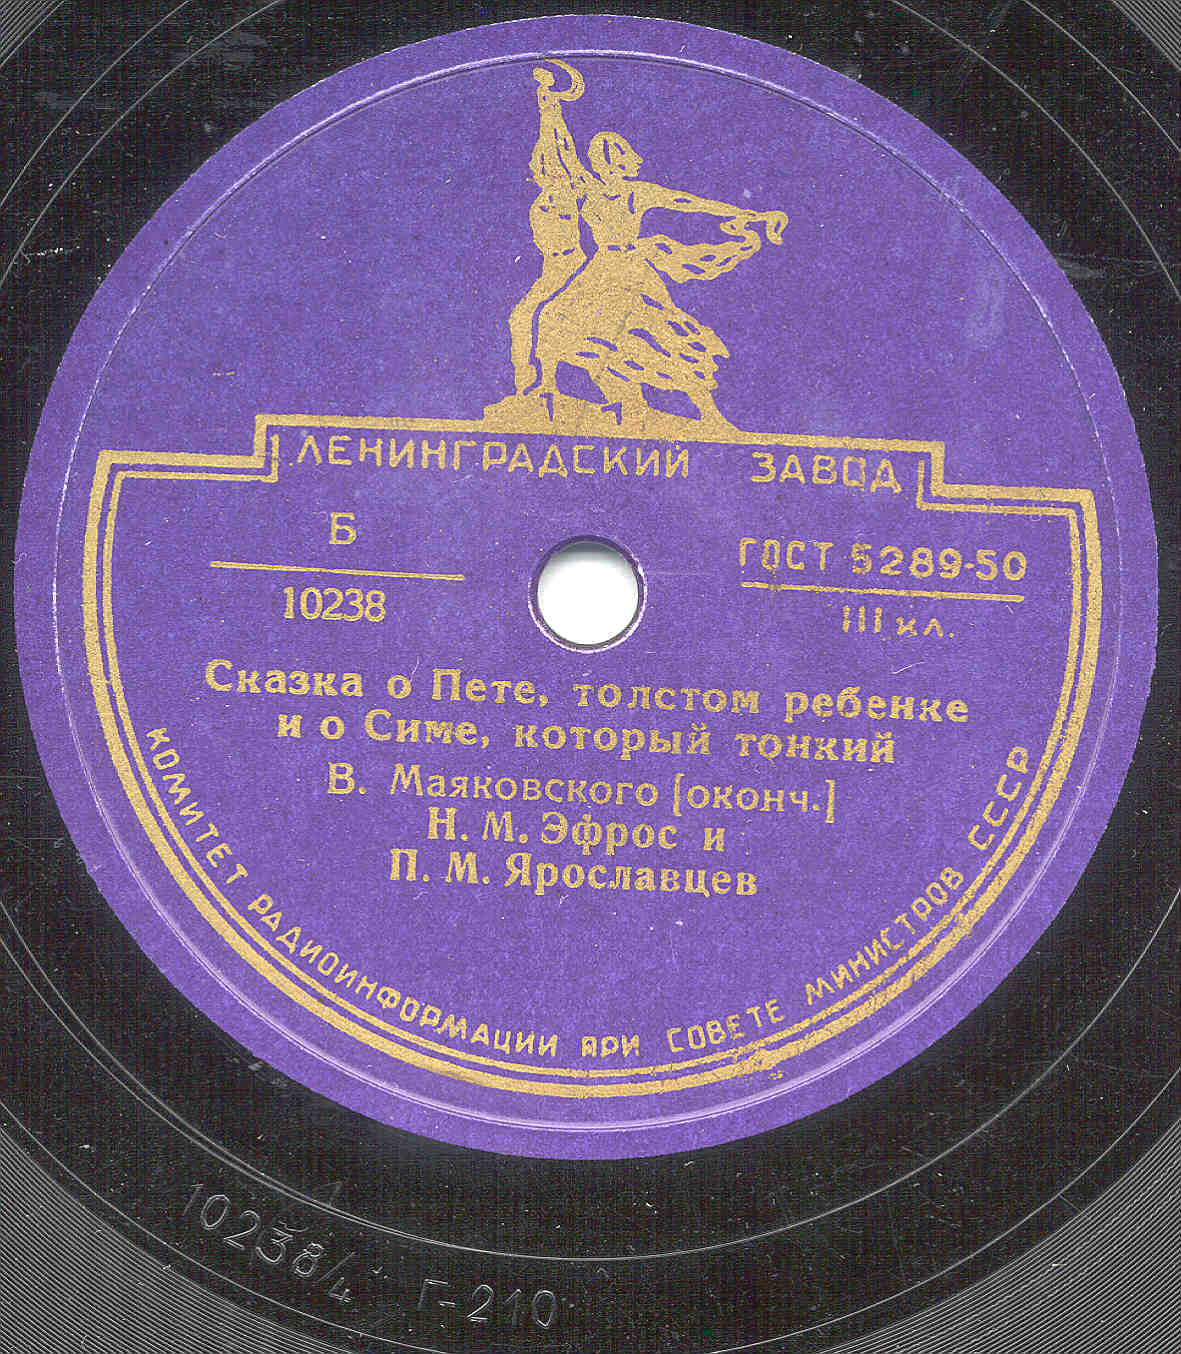 ЛЕНИНГРАДСКИЙ ЗАВОД
Б
10238
ГОСТ 5289-50
III кл.
Сказка о Пете, толстом ребенке
и о Симе, который тонкий
В. Маяковского [оконч.]
Н. М. Эфрос и
П. М. Ярославцев
КОМИТЕТ РАДИОИНФОРМАЦИИ ПРИ СОВЕТЕ МИНИСТРОВ СССР
10238/4 Г-210